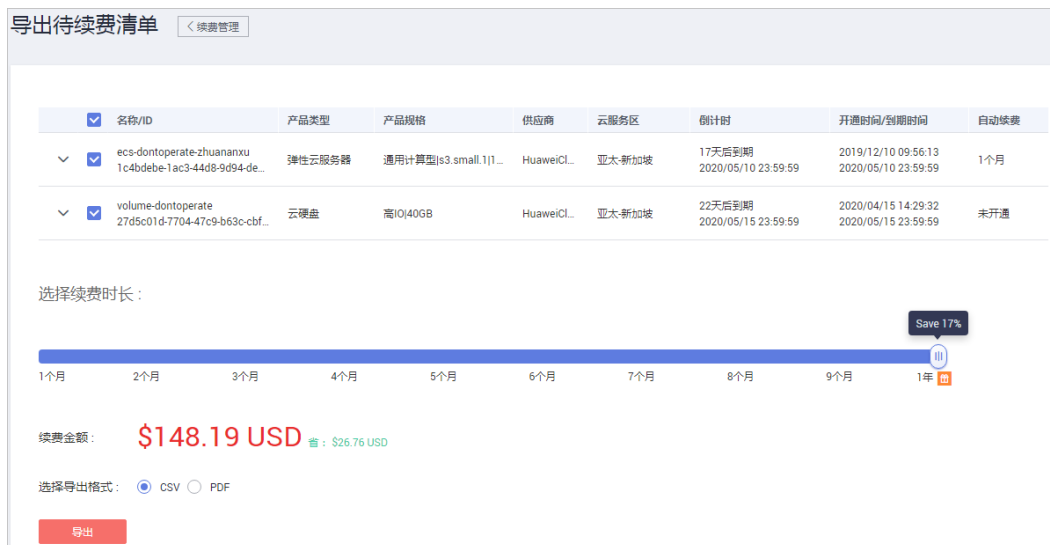 导出待续费清单 < 续费管理
名称/ID 产品类型 产品规格 供应商 云服务区 倒计时 开通时间/到期时间 自动续费
ecs-dontoperate-zhuananxu 弹性云服务器 通用计算型|s3.small.1|1... HuaweiCl... 亚太-新加坡 17天后到期 2019/12/10 09:56:13 1个月
1c4bdebe-1ac3-44d8-9d94-de... 2020/05/10 23:59:59 2020/05/10 23:59:59
volume-dontoperate 云硬盘 高IO|40GB HuaweiCl... 亚太-新加坡 22天后到期 2020/04/15 14:29:32 未开通
27d5c01d-7704-47c9-b63c-cbf... 2020/05/15 23:59:59 2020/05/15 23:59:59
选择续费时长 :
Save 17%
1个月 2个月 3个月 4个月 5个月 6个月 7个月 8个月 9个月 1年
续费金额 : $148.19 USD 省 : $26.76 USD
选择导出格式 : CSV PDF
导出